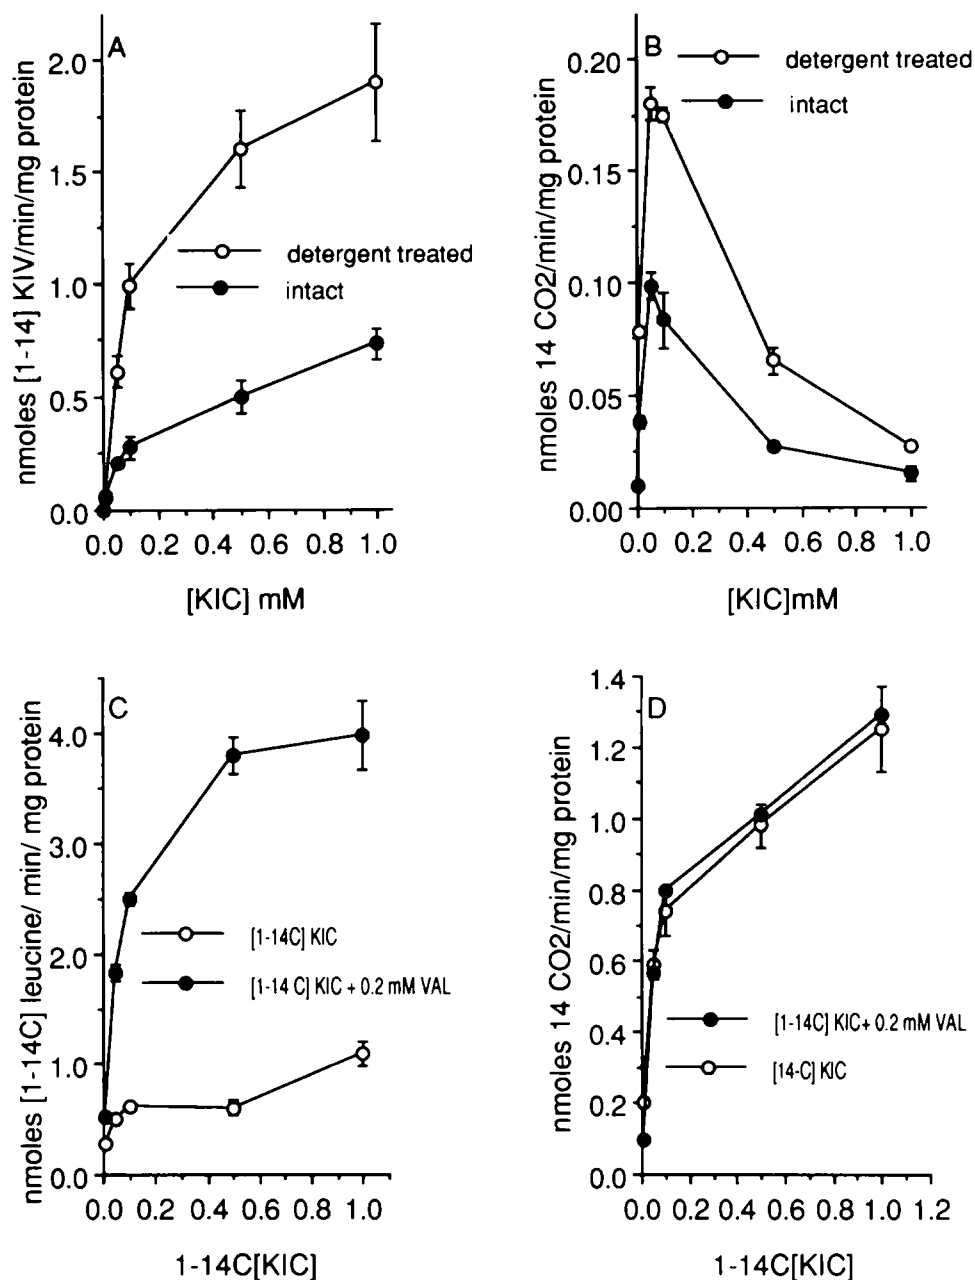 A
nmoles [1-14] KIV/min/mg protein
2.0
1.5
1.0
0.5
0.0
detergent treated
intact
0.0 0.2 0.4 0.6 0.8 1.0
[KIC] mM
B
nmoles 14 CO2/min/mg protein
0.20
0.15
0.10
0.05
0.00
detergent treated
intact
0.0 0.2 0.4 0.6 0.8 1.0
[KIC]mM
C
nmoles [1-14C] leucine/ min/ mg protein
4.0
3.0
2.0
1.0
0.0
[1-14C] KIC
[1-14 C] KIC + 0.2 mM VAL
0.0 0.2 0.4 0.6 0.8 1.0
1-14C[KIC]
D
nmoles 14 CO2/min/mg protein
1.4
1.2
1.0
0.8
0.6
0.4
0.2
0.0
[1-14C] KIC+ 0.2 mM VAL
[14-C] KIC
0.0 0.2 0.4 0.6 0.8 1.0 1.2
1-14C[KIC]